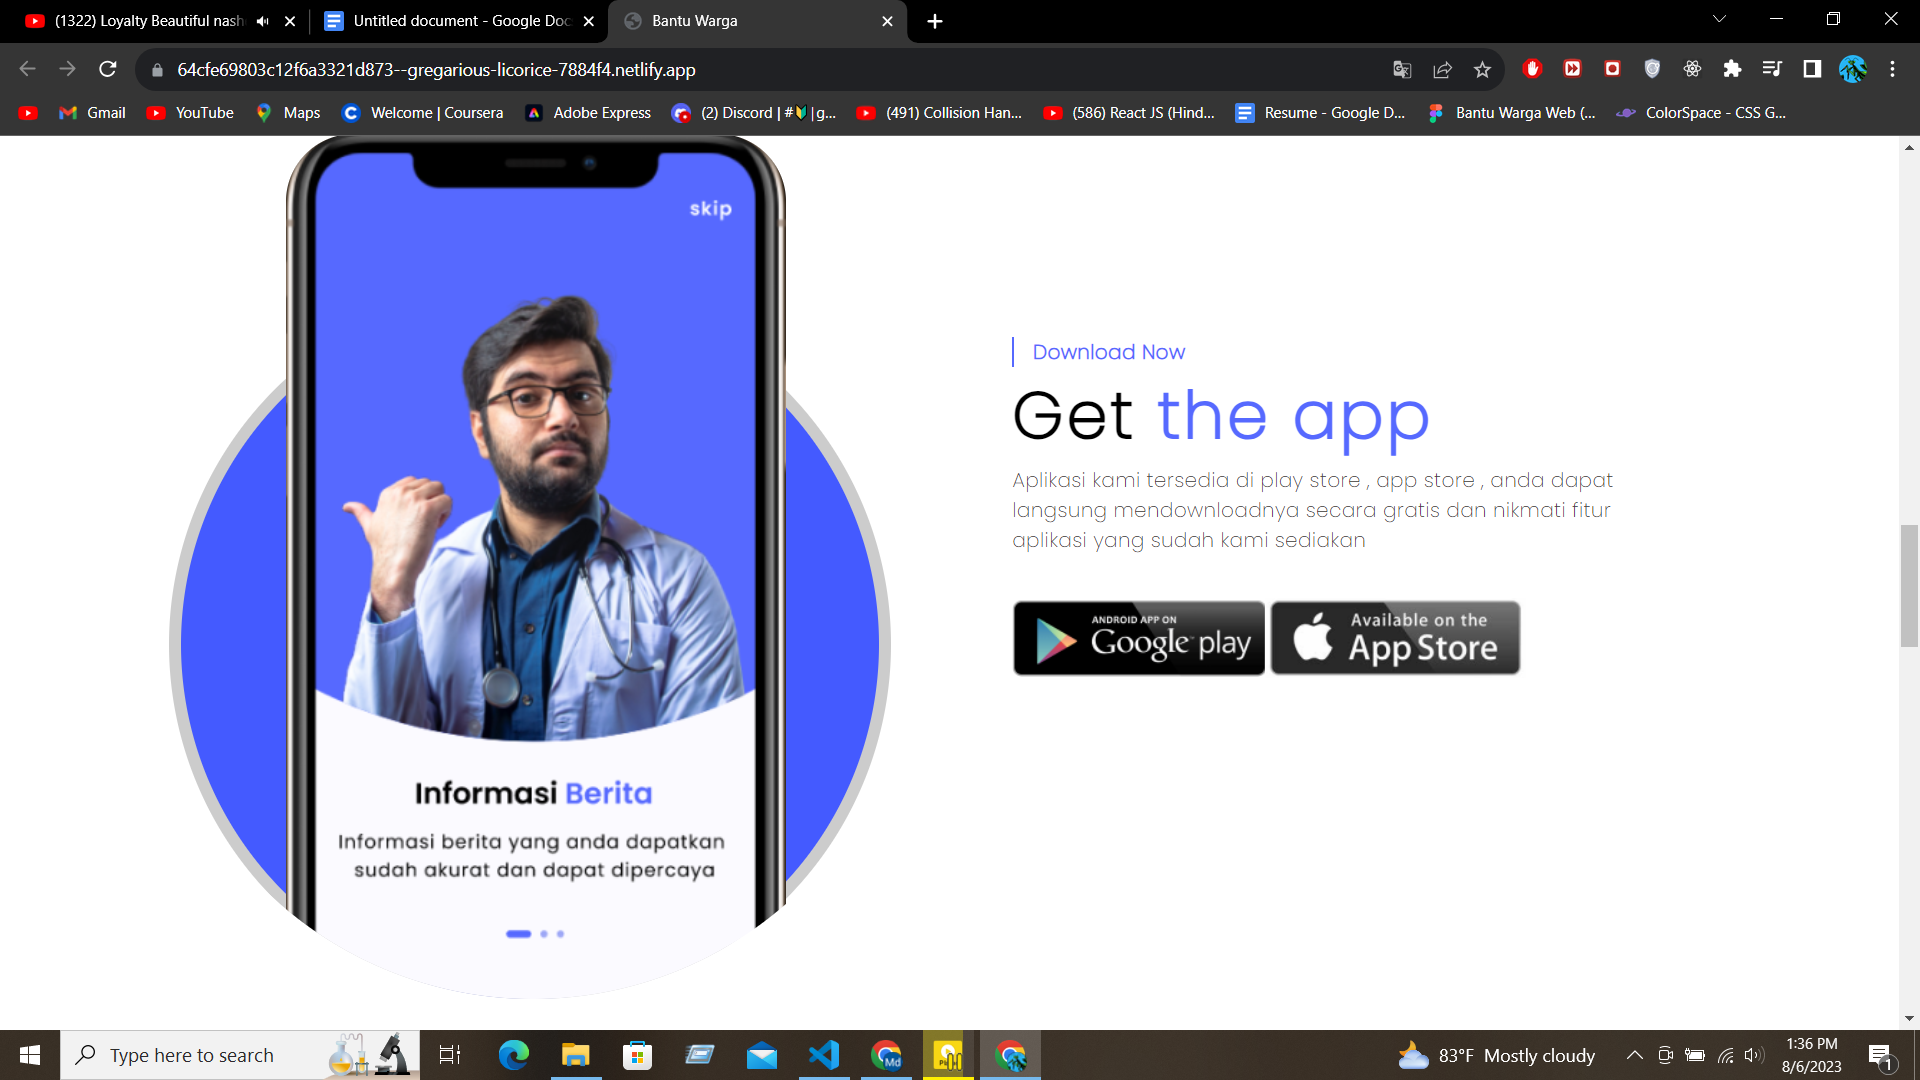 (1322) Loyalty Beautiful nash
Untitled document - Google Doc
Bantu Warga
64cfe69803c12f6a3321d873--gregarious-licorice-7884f4.netlify.app
Gmail
YouTube
Maps
Welcome | Coursera
Adobe Express
(2) Discord | #🔰|g...
(491) Collision Han...
(586) React JS (Hind...
Resume - Google D...
Bantu Warga Web (...
ColorSpace - CSS G...
skip
Informasi Berita
Informasi berita yang anda dapatkan
sudah akurat dan dapat dipercaya
Download Now
Get the app
Aplikasi kami tersedia di play store , app store , anda dapat
langsung mendownloadnya secara gratis dan nikmati fitur
aplikasi yang sudah kami sediakan
ANDROID APP ON
Google play
Available on the
App Store
Type here to search
83°F Mostly cloudy
1:36 PM
8/6/2023
1